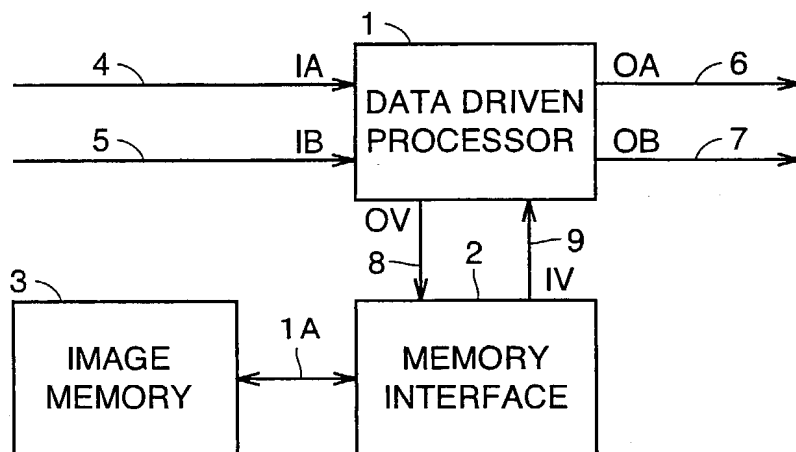 1
4 IA
DATA DRIVEN
PROCESSOR
OA 6
5 IB
OB 7
OV
8
9
IV
2
3
IMAGE
MEMORY
1A
MEMORY
INTERFACE